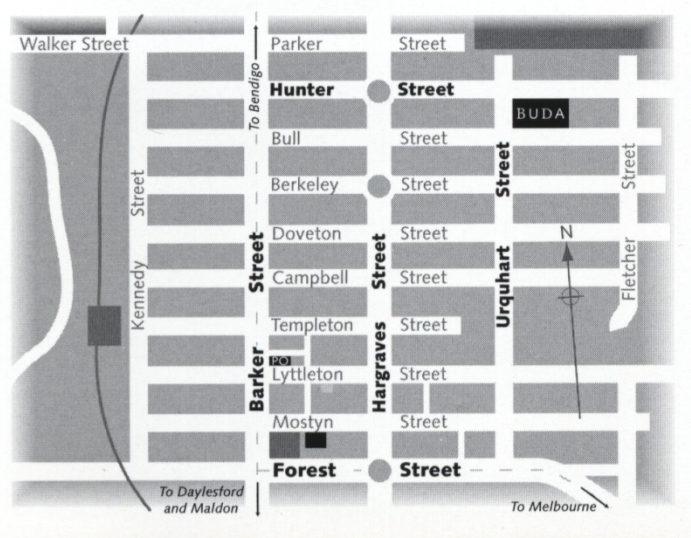 Walker Street
Parker Street
To Bendigo
Hunter Street
BUDA
Bull
Street
Berkeley Street
Street
Street
Doveton Street
N
Kennedy
Street
Campbell Street
Urquhart
Fletcher
Templeton Street
Hargraves
Street
PO
Barker
Street
Lyttleton Street
Mostyn Street
Forest Street
To Daylesford
and Maldon
To Melbourne